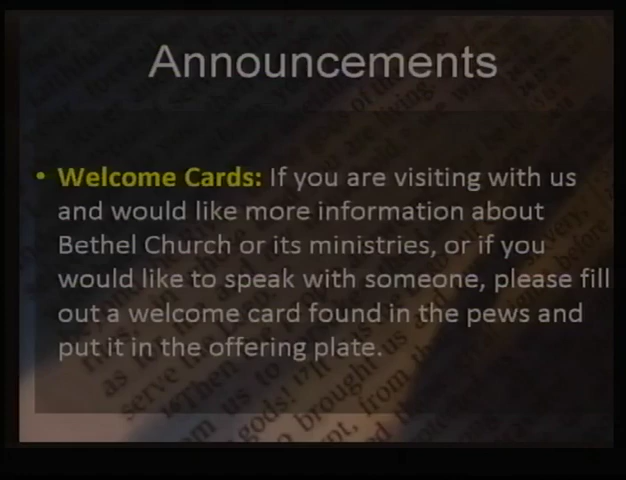 Announcements
• Welcome Cards: If you are visiting with us
and would like more information about
Bethel Church or its ministries, or if you
would like to speak with someone, please fill
out a welcome card found in the pews and
put it in the offering plate.